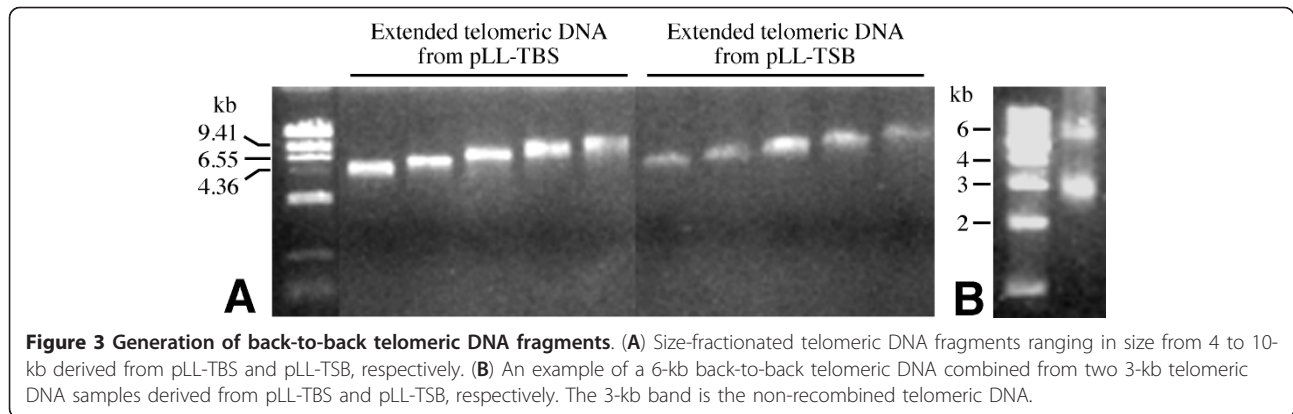 Extended telomeric DNA
from pLL-TBS
Extended telomeric DNA
from pLL-TSB
kb
9.41
6.55
4.36
A
kb
6
4
3
2
B
Figure 3 Generation of back-to-back telomeric DNA fragments. (A) Size-fractionated telomeric DNA fragments ranging in size from 4 to 10-
kb derived from pLL-TBS and pLL-TSB, respectively. (B) An example of a 6-kb back-to-back telomeric DNA combined from two 3-kb telomeric
DNA samples derived from pLL-TBS and pLL-TSB, respectively. The 3-kb band is the non-recombined telomeric DNA.